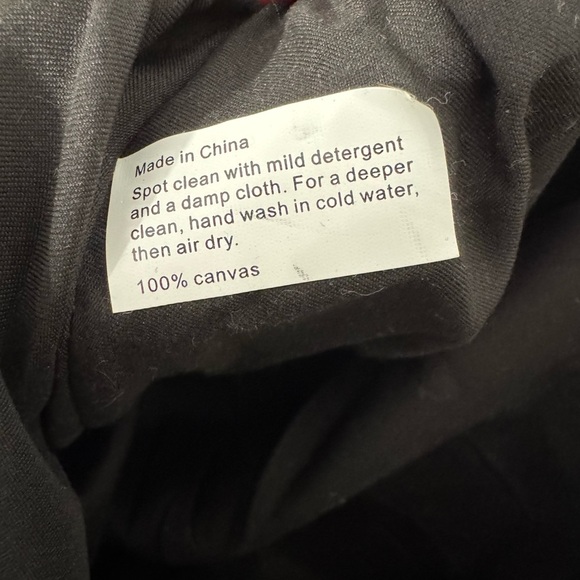 Made in China
Spot clean with mild detergent
and a damp cloth. For a deeper
clean, hand wash in cold water,
then air dry.
100% canvas